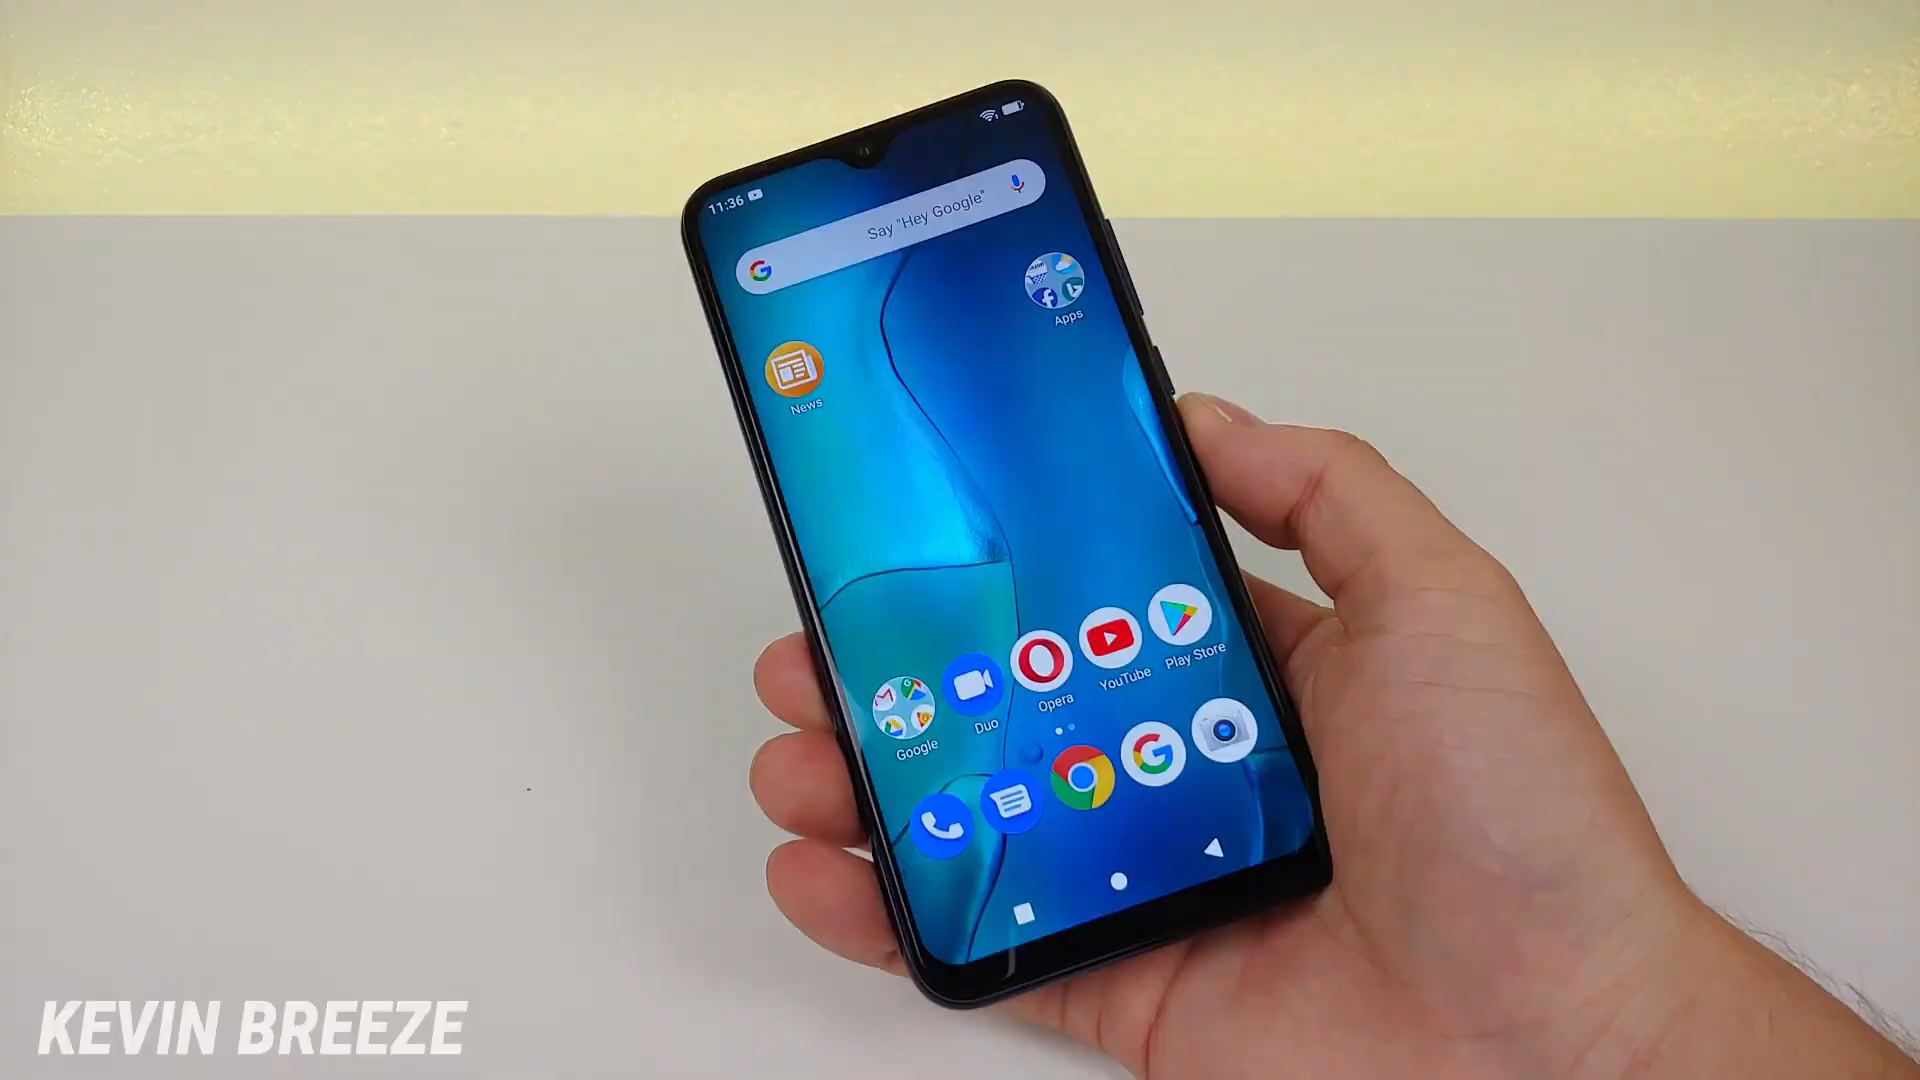 11:36
Say "Hey Google"
Apps
News
Google
Duo
Opera
YouTube
Play Store
KEVIN BREEZE